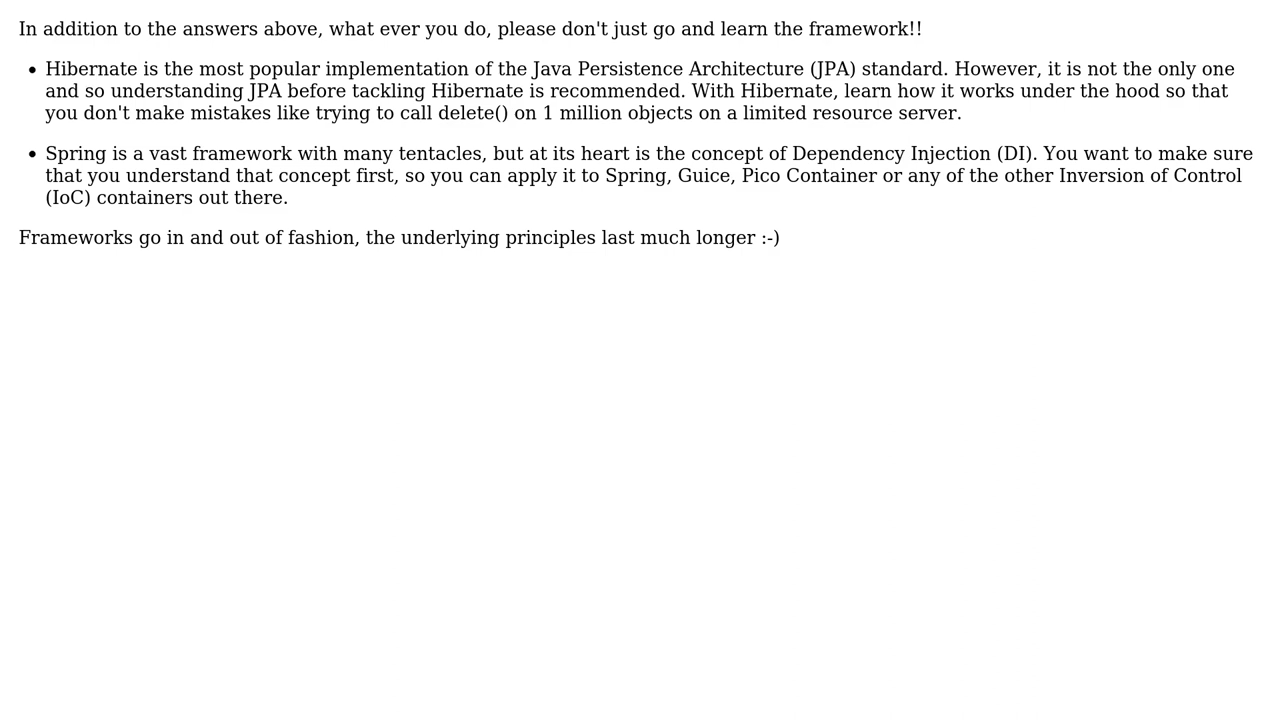 In addition to the answers above, what ever you do, please don't just go and learn the framework!!
• Hibernate is the most popular implementation of the Java Persistence Architecture (JPA) standard. However, it is not the only one
and so understanding JPA before tackling Hibernate is recommended. With Hibernate, learn how it works under the hood so that
you don't make mistakes like trying to call delete() on 1 million objects on a limited resource server.
• Spring is a vast framework with many tentacles, but at its heart is the concept of Dependency Injection (DI). You want to make sure
that you understand that concept first, so you can apply it to Spring, Guice, Pico Container or any of the other Inversion of Control
(IoC) containers out there.
Frameworks go in and out of fashion, the underlying principles last much longer :-)